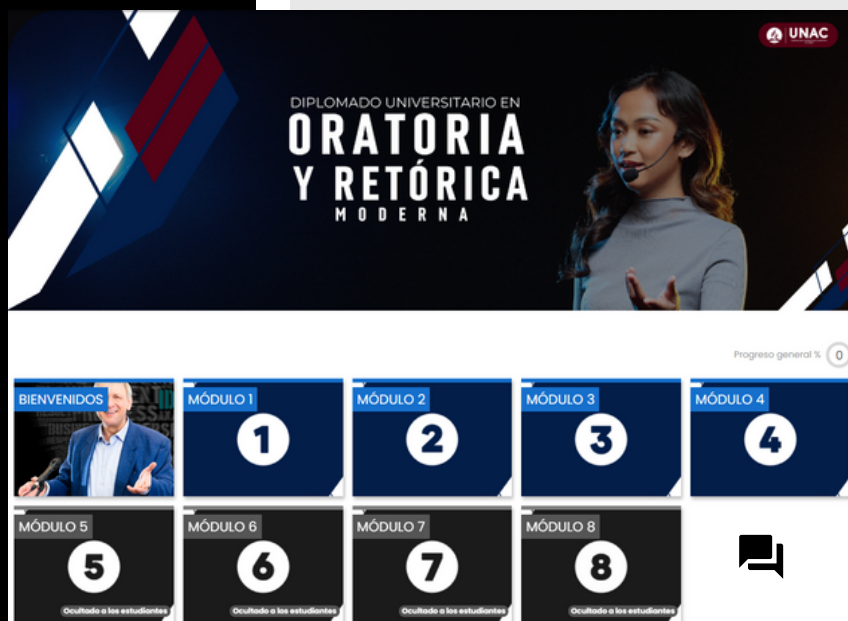 UNAC
DIPLOMADO UNIVERSITARIO EN
ORATORIA
Y RETÓRICA
MODERNA
Progreso general % 0
BIENVENIDOS
MÓDULO 1
1
MÓDULO 2
2
MÓDULO 3
3
MÓDULO 4
4
MÓDULO 5
5
Ocultado a los estudiantes
MÓDULO 6
6
Ocultado a los estudiantes
MÓDULO 7
7
Ocultado a los estudiantes
MÓDULO 8
8
Ocultado a los estudiantes